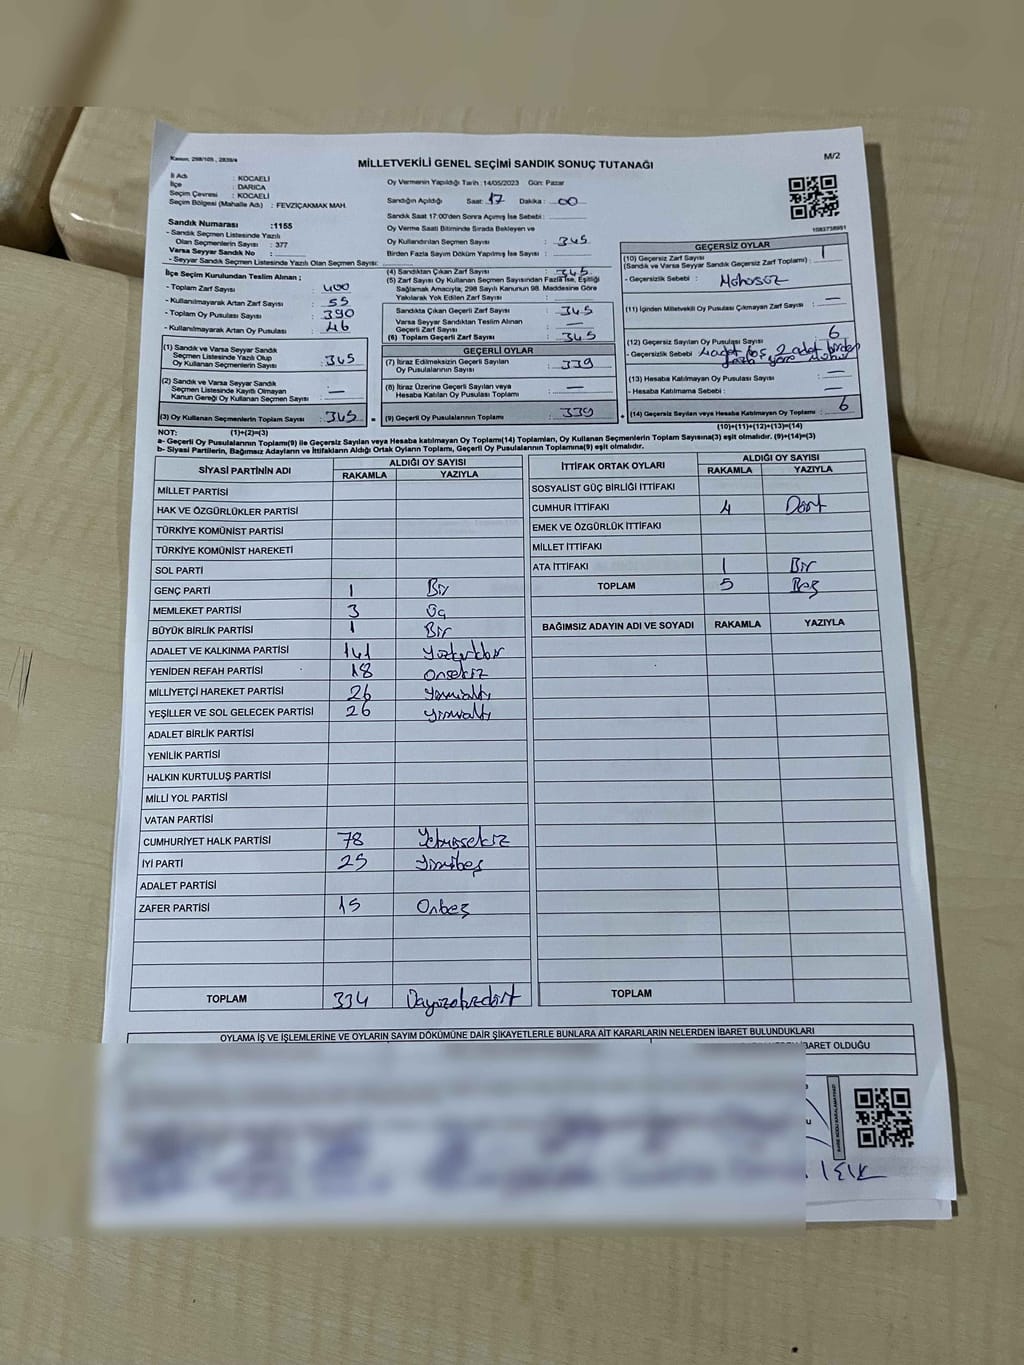 Kanun, 298/105 , 2839/4
MİLLETVEKİLİ GENEL SEÇİMİ SANDIK SONUÇ TUTANAĞI
M/2
İl Adı : KOCAELİ
İlçe : DARICA
Seçim Çevresi : KOCAELİ
Seçim Bölgesi (Mahalle Adı) : FEVZİÇAKMAK MAH.
Sandık Numarası :1155
- Sandık Seçmen Listesinde Yazılı
Olan Seçmenlerin Sayısı : 377
Varsa Seyyar Sandık No :
- Seyyar Sandık Seçmen Listesinde Yazılı Olan Seçmen Sayısı:
İlçe Seçim Kurulundan Teslim Alınan ;
- Toplam Zarf Sayısı : 400
- Kullanılmayarak Artan Zarf Sayısı : 55
- Toplam Oy Pusulası Sayısı : 390
- Kullanılmayarak Artan Oy Pusulası : 46
(1) Sandık ve Varsa Seyyar Sandık
Seçmen Listesinde Yazılı Olup
Oy Kullanan Seçmenlerin Sayısı : 345
(2) Sandık ve Varsa Seyyar Sandık
Seçmen Listesinde Kayıtlı Olmayan
Kanun Gereği Oy Kullanan Seçmen Sayısı : —
(3) Oy Kullanan Seçmenlerin Toplam Sayısı : 345
Oy Vermenin Yapıldığı Tarih :14/05/2023 Gün: Pazar
Sandığın Açıldığı Saat: 17 Dakika : 00
Sandık Saat 17:00'den Sonra Açımış İse Sebebi :
Oy Verme Saati Bitiminde Sırada Bekleyen ve
Oy Kullandırılan Seçmen Sayısı : 345
Birden Fazla Sayım Döküm Yapılmış İse Sayısı :
(4) Sandıktan Çıkan Zarf Sayısı : 345
(5) Zarf Sayısı Oy Kullanan Seçmen Sayısından Fazla İse, Eşitliği
Sağlamak Amacıyla; 298 Sayılı Kanunun 98. Maddesine Göre
Yakılarak Yok Edilen Zarf Sayısı :
Sandıkta Çıkan Geçerli Zarf Sayısı : 345
Varsa Seyyar Sandıktan Teslim Alınan
Geçerli Zarf Sayısı : —
(6) Toplam Geçerli Zarf Sayısı : 345
GEÇERLİ OYLAR
(7) İtiraz Edilmeksizin Geçerli Sayılan
Oy Pusulalarının Sayısı : 339
(8) İtiraz Üzerine Geçerli Sayılan veya
Hesaba Katılan Oy Pusulası Toplamı : —
(9) Geçerli Oy Pusulalarının Toplamı : 339
GEÇERSİZ OYLAR
(10) Geçersiz Zarf Sayısı
(Sandık ve Varsa Seyyar Sandık Geçersiz Zarf Toplamı) :
- Geçersizlik Sebebi : Mühürsüz
(11) İçinden Milletvekili Oy Pusulası Çıkmayan Zarf Sayısı : —
(12) Geçersiz Sayılan Oy Pusulası Sayısı : 6
- Geçersizlik Sebebi : 4 adet boş 2 adet birden
fazla yere mühür
(13) Hesaba Katılmayan Oy Pusulası Sayısı : —
- Hesaba Katılmama Sebebi : —
(14) Geçersiz Sayılan veya Hesaba Katılmayan Oy Toplamı : 6
NOT: (1)+(2)=(3)
(10)+(11)+(12)+(13)=(14)
a- Geçerli Oy Pusulalarının Toplamı(9) ile Geçersiz Sayılan veya Hesaba katılmayan Oy Toplamı(14) Toplamları, Oy Kullanan Seçmenlerin Toplam Sayısına(3) eşit olmalıdır. (9)+(14)=(3)
b- Siyasi Partilerin, Bağımsız Adayların ve İttifakların Aldığı Ortak Oyların Toplamı, Geçerli Oy Pusulalarının Toplamına(9) eşit olmalıdır.
SİYASİ PARTİNİN ADI ALDIĞI OY SAYISI
RAKAMLA YAZIYLA
MİLLET PARTİSİ
HAK VE ÖZGÜRLÜKLER PARTİSİ
TÜRKİYE KOMÜNİST PARTİSİ
TÜRKİYE KOMÜNİST HAREKETİ
SOL PARTİ
GENÇ PARTİ 1 Bir
MEMLEKET PARTİSİ 3 Üç
BÜYÜK BİRLİK PARTİSİ 1 Bir
ADALET VE KALKINMA PARTİSİ 141 Yüzkırkbir
YENİDEN REFAH PARTİSİ 18 Onsekiz
MİLLİYETÇİ HAREKET PARTİSİ 26 Yirmialtı
YEŞİLLER VE SOL GELECEK PARTİSİ 26 Yirmialtı
ADALET BİRLİK PARTİSİ
YENİLİK PARTİSİ
HALKIN KURTULUŞ PARTİSİ
MİLLİ YOL PARTİSİ
VATAN PARTİSİ
CUMHURİYET HALK PARTİSİ 78 Yetmişsekiz
İYİ PARTİ 25 Yirmibeş
ADALET PARTİSİ
ZAFER PARTİSİ 15 Onbeş
TOPLAM 334 Üçyüzotuzdört
İTTİFAK ORTAK OYLARI ALDIĞI OY SAYISI
RAKAMLA YAZIYLA
SOSYALİST GÜÇ BİRLİĞİ İTTİFAKI
CUMHUR İTTİFAKI 4 Dört
EMEK VE ÖZGÜRLÜK İTTİFAKI
MİLLET İTTİFAKI
ATA İTTİFAKI 1 Bir
TOPLAM 5 Beş
BAĞIMSIZ ADAYIN ADI VE SOYADI RAKAMLA YAZIYLA
TOPLAM
OYLAMA İŞ VE İŞLEMLERİNE VE OYLARIN SAYIM DÖKÜMÜNE DAİR ŞİKAYETLERLE BUNLARA AİT KARARLARIN NELERDEN İBARET BULUNDUKLARI
İBARET OLDUĞU